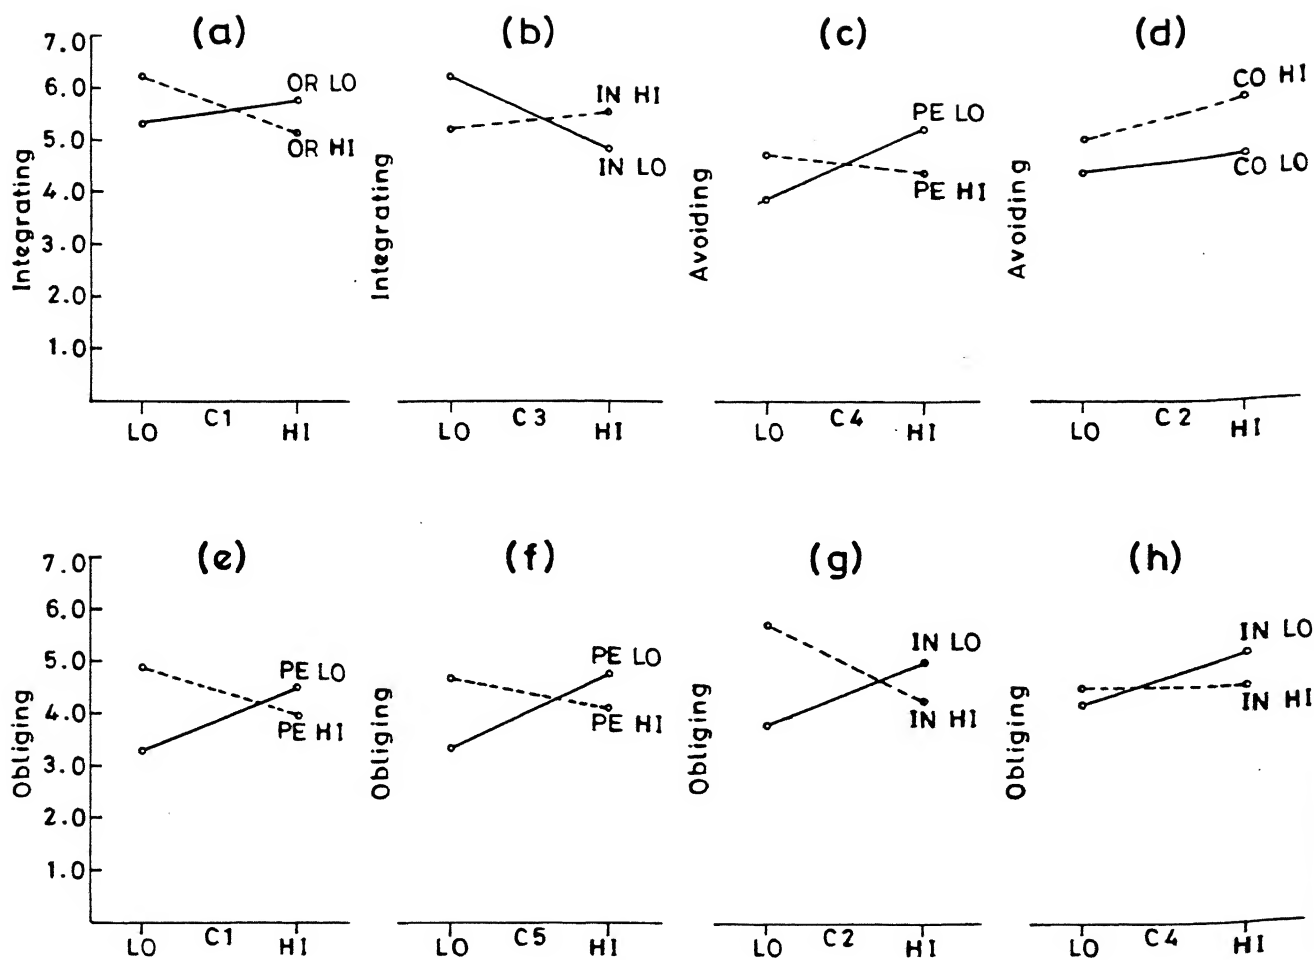 (a) (b) (c) (d)
7.0
6.0
5.0
4.0
3.0
2.0
1.0
Integrating
OR LO
OR HI
LO C1 HI
Integrating
IN HI
IN LO
LO C3 HI
Avoiding
PE LO
PE HI
LO C4 HI
Avoiding
CO HI
CO LO
LO C2 HI
(e) (f) (g) (h)
7.0
6.0
5.0
4.0
3.0
2.0
1.0
Obliging
PE LO
PE HI
LO C1 HI
Obliging
PE LO
PE HI
LO C5 HI
Obliging
IN LO
IN HI
LO C2 HI
Obliging
IN LO
IN HI
LO C4 HI